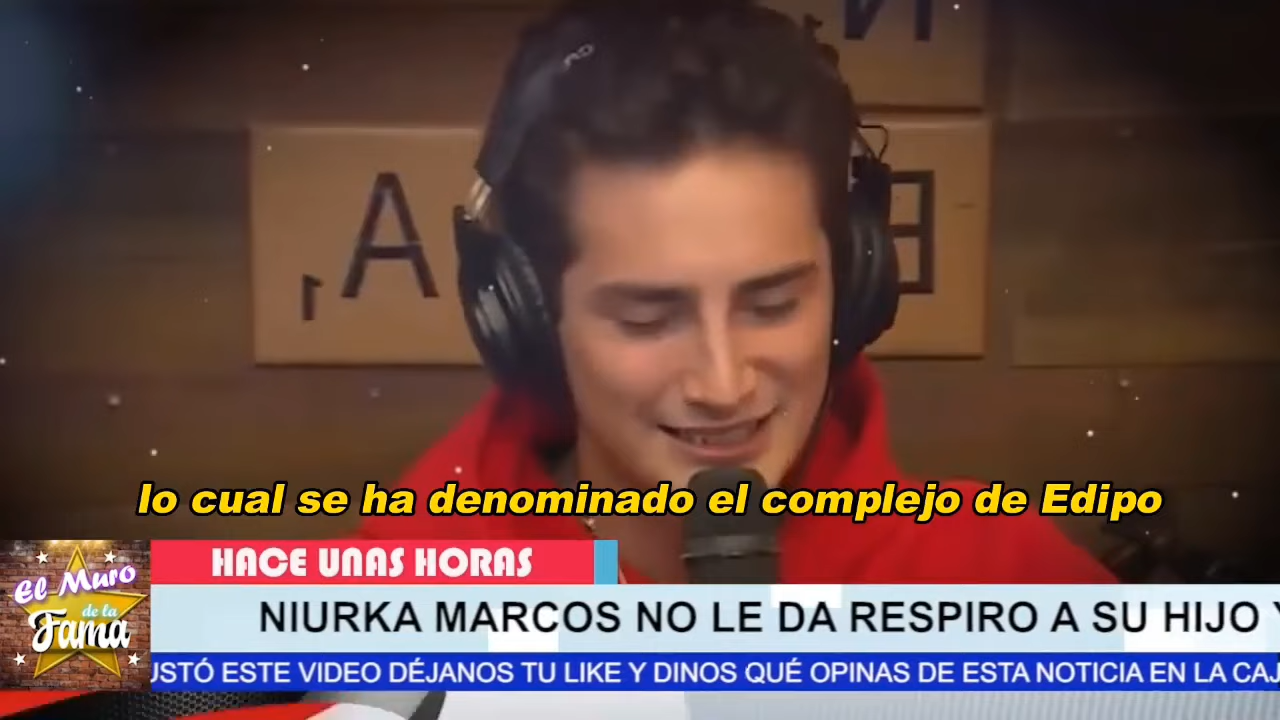 N
A
1
E
lo cual se ha denominado el complejo de Edipo
HACE UNAS HORAS
El Muro
de la
Fama
NIURKA MARCOS NO LE DA RESPIRO A SU HIJO Y
USTÓ ESTE VIDEO DÉJANOS TU LIKE Y DINOS QUÉ OPINAS DE ESTA NOTICIA EN LA CAJ